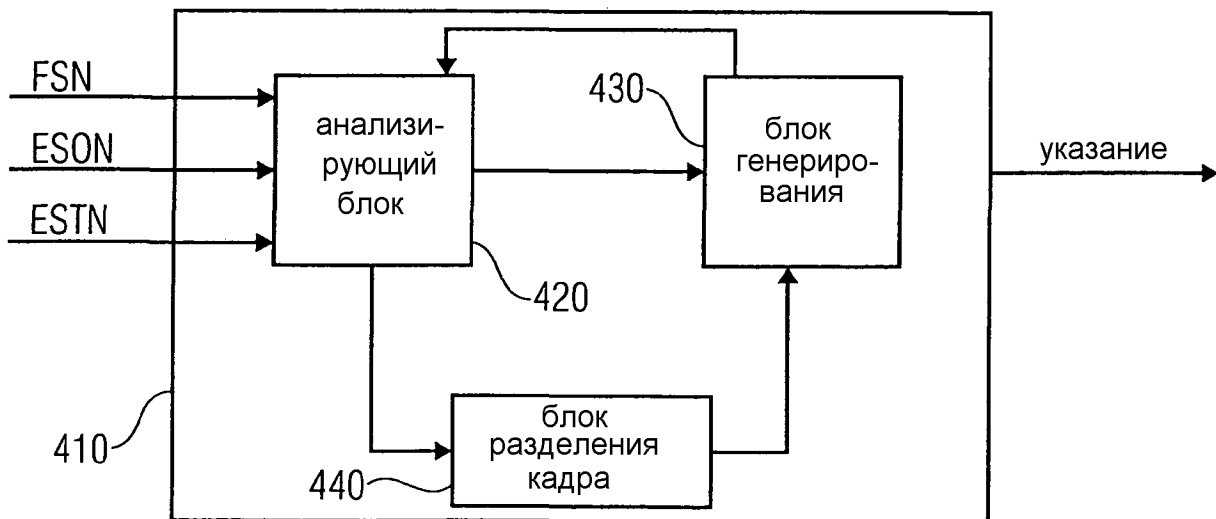 FSN
ESON
ESTN
анализи-
рующий
блок
420
430
блок
генериро-
вания
указание
410
440
блок
разделения
кадра